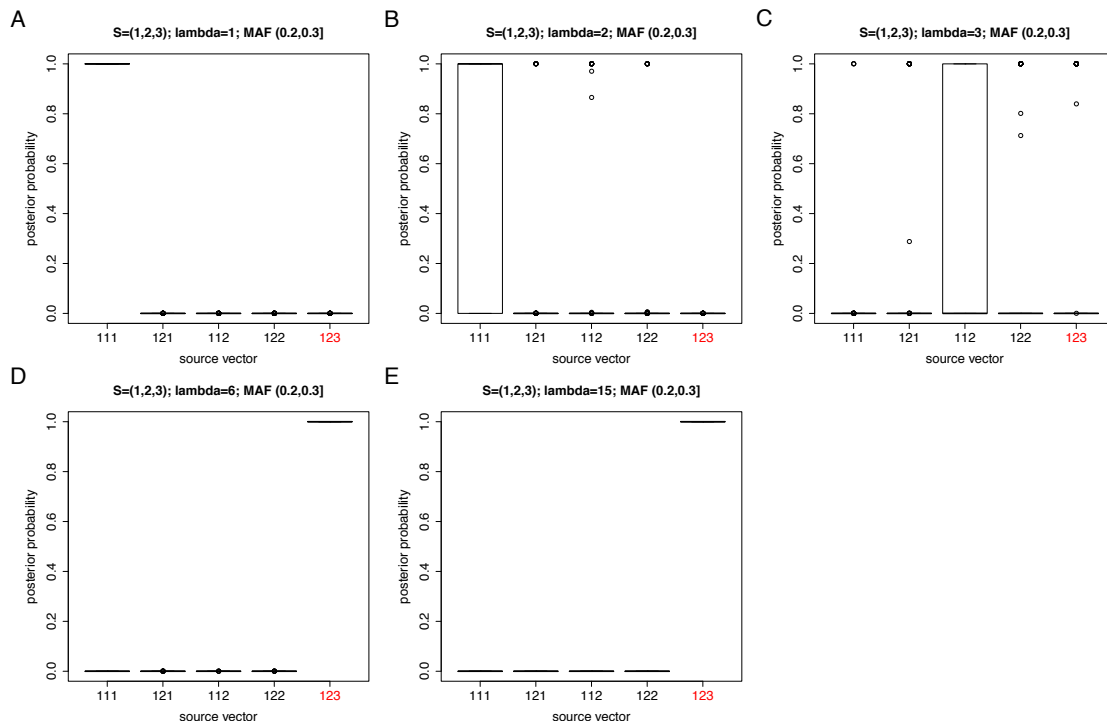 A
S=(1,2,3); lambda=1; MAF (0.2,0.3]
posterior probability
0.0 0.2 0.4 0.6 0.8 1.0
111 121 112 122 123
source vector
B
S=(1,2,3); lambda=2; MAF (0.2,0.3]
posterior probability
0.0 0.2 0.4 0.6 0.8 1.0
111 121 112 122 123
source vector
C
S=(1,2,3); lambda=3; MAF (0.2,0.3]
posterior probability
0.0 0.2 0.4 0.6 0.8 1.0
111 121 112 122 123
source vector
D
S=(1,2,3); lambda=6; MAF (0.2,0.3]
posterior probability
0.0 0.2 0.4 0.6 0.8 1.0
111 121 112 122 123
source vector
E
S=(1,2,3); lambda=15; MAF (0.2,0.3]
posterior probability
0.0 0.2 0.4 0.6 0.8 1.0
111 121 112 122 123
source vector